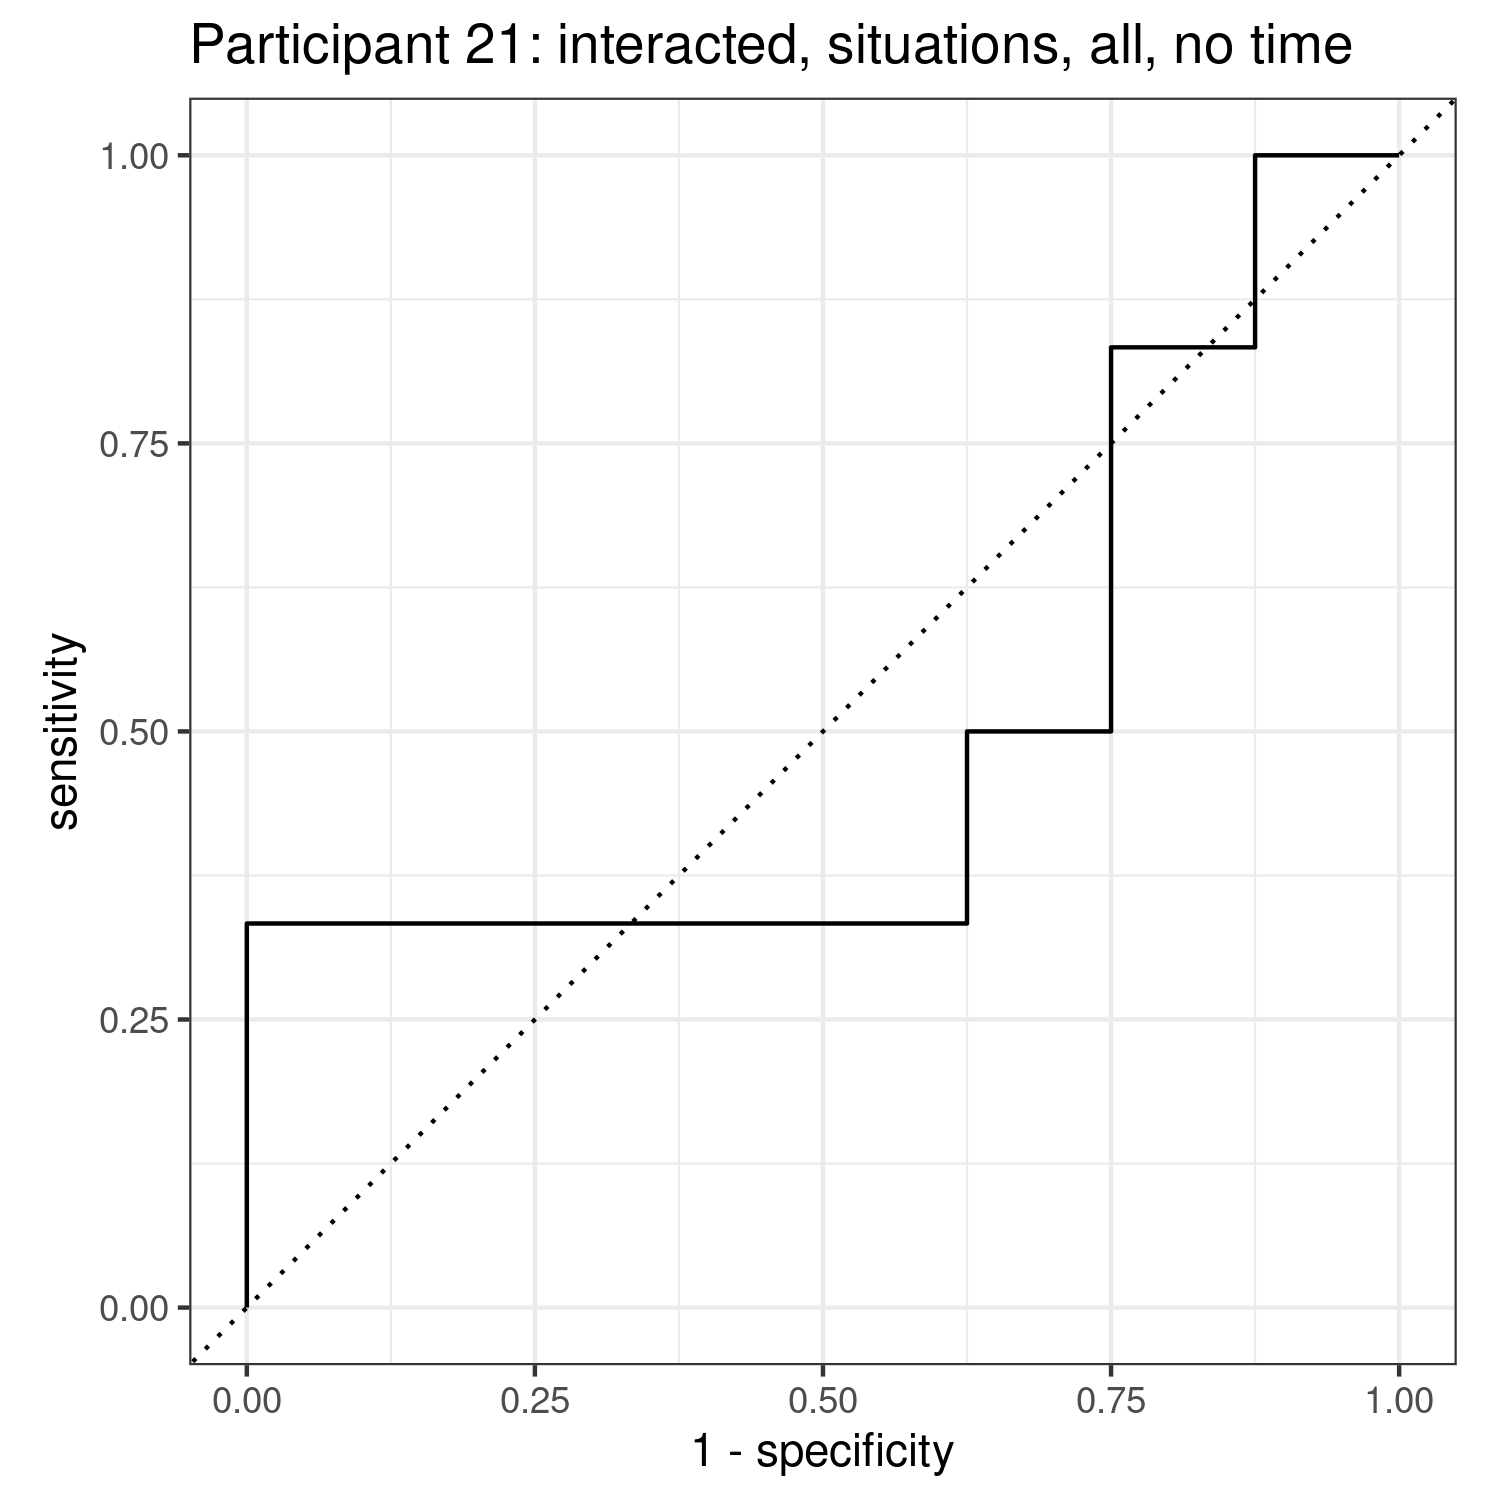 Participant 21: interacted, situations, all, no time
1.00
0.75
0.50
0.25
0.00
sensitivity
0.00 0.25 0.50 0.75 1.00
1 - specificity